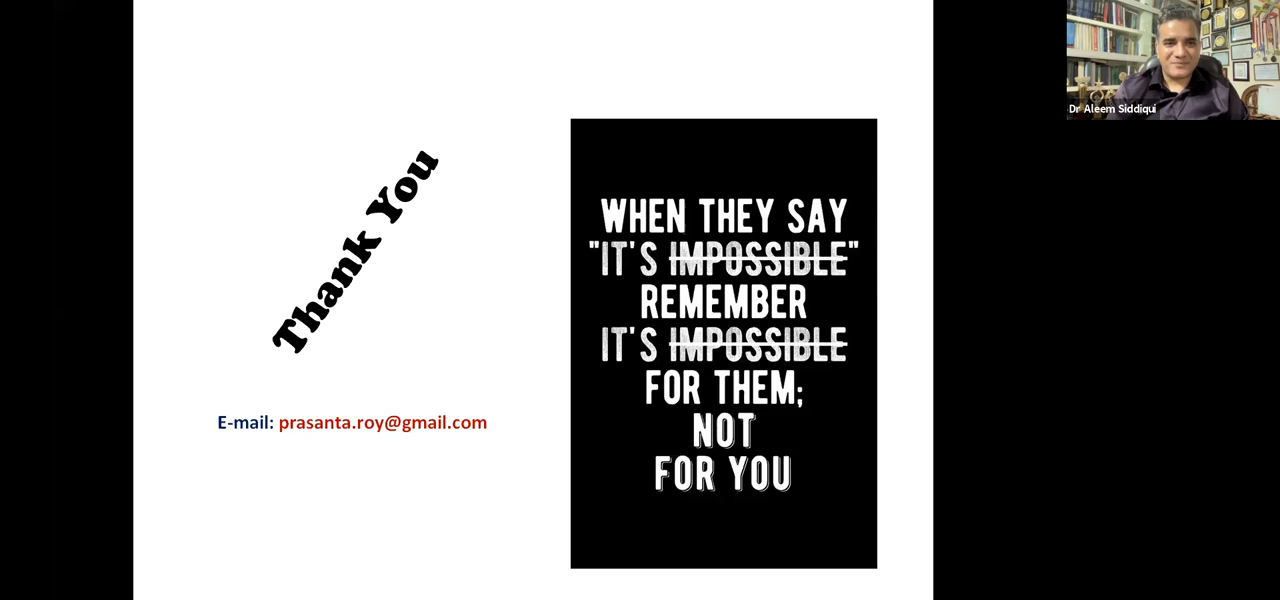 Thank You
E-mail: prasanta.roy@gmail.com
WHEN THEY SAY
"IT'S IMPOSSIBLE"
REMEMBER
IT'S IMPOSSIBLE
FOR THEM;
NOT
FOR YOU
Dr Aleem Siddiqui